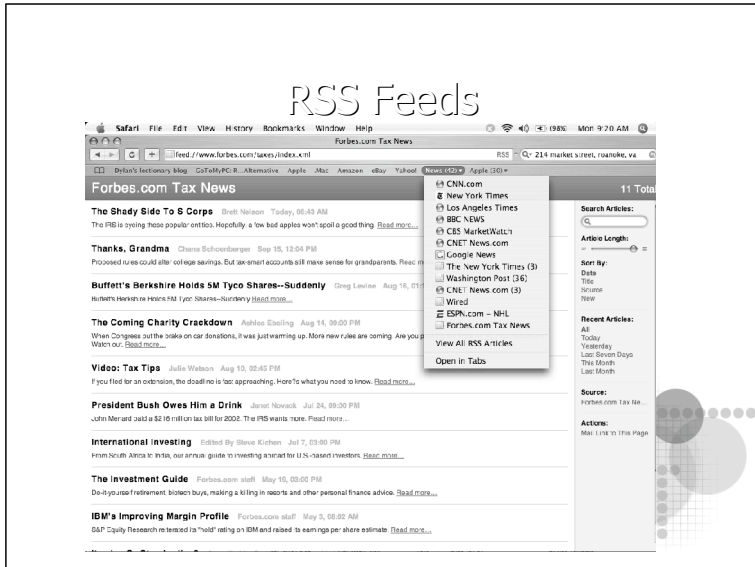 RSS Feeds
Safari File Edit View History Bookmarks Window Help (98%) Mon 9:20 AM
Forbes.com Tax News
feed://www.forbes.com/taxes/index.xml RSS 214 market street, roanoke, va
Dylan's lectionary blog GoToMyPC: R...Alternative Apple .Mac Amazon eBay Yahoo! News (42) Apple (30)
Forbes.com Tax News 11 Total
CNN.com
New York Times
Los Angeles Times
BBC NEWS
CBS MarketWatch
CNET News.com
Google News
The New York Times (3)
Washington Post (36)
CNET News.com (3)
Wired
ESPN.com - NHL
Forbes.com Tax News
View All RSS Articles
Open in Tabs
The Shady Side To S Corps Brett Nelson Today, 06:43 AM
The IRS is eyeing these popular entities. Hopefully, a few bad apples won't spoil a good thing. Read more...
Thanks, Grandma Chana Schoenberger Sep 15, 12:04 PM
Proposed rules could alter college savings. But tax-smart accounts still make sense for grandparents. Read m
Buffett's Berkshire Holds 5M Tyco Shares--Suddenly Greg Levine Aug 16, 01:1
Buffett's Berkshire Holds 5M Tyco Shares--Suddenly Read more...
The Coming Charity Crackdown Ashlea Ebeling Aug 14, 09:00 PM
When Congress put the brake on car donations, it was just warming up. More new rules are coming. Are you p
Watch out. Read more...
Video: Tax Tips Julie Watson Aug 10, 02:45 PM
If you filed for an extension, the deadline is fast approaching. Here?s what you need to know. Read more...
President Bush Owes Him a Drink Janet Novack Jul 24, 09:00 PM
John Menard paid a $216 million tax bill for 2002. The IRS wants more. Read more...
International Investing Edited By Steve Kichen Jul 7, 03:00 PM
From South Africa to India, our annual guide to investing abroad for U.S.-based investors. Read more...
The Investment Guide Forbes.com staff May 16, 03:00 PM
Do-it-yourself retirement, biotech buys, making a killing in resorts and other personal finance advice. Read more...
IBM's Improving Margin Profile Forbes.com staff May 3, 08:52 AM
S&P Equity Research reiterated its "hold" rating on IBM and raised its earnings per share estimate. Read more...
Search Articles:
Article Length:
Sort By:
Date
Title
Source
New
Recent Articles:
All
Today
Yesterday
Last Seven Days
This Month
Last Month
Source:
Forbes.com Tax Ne...
Actions:
Mail Link to This Page